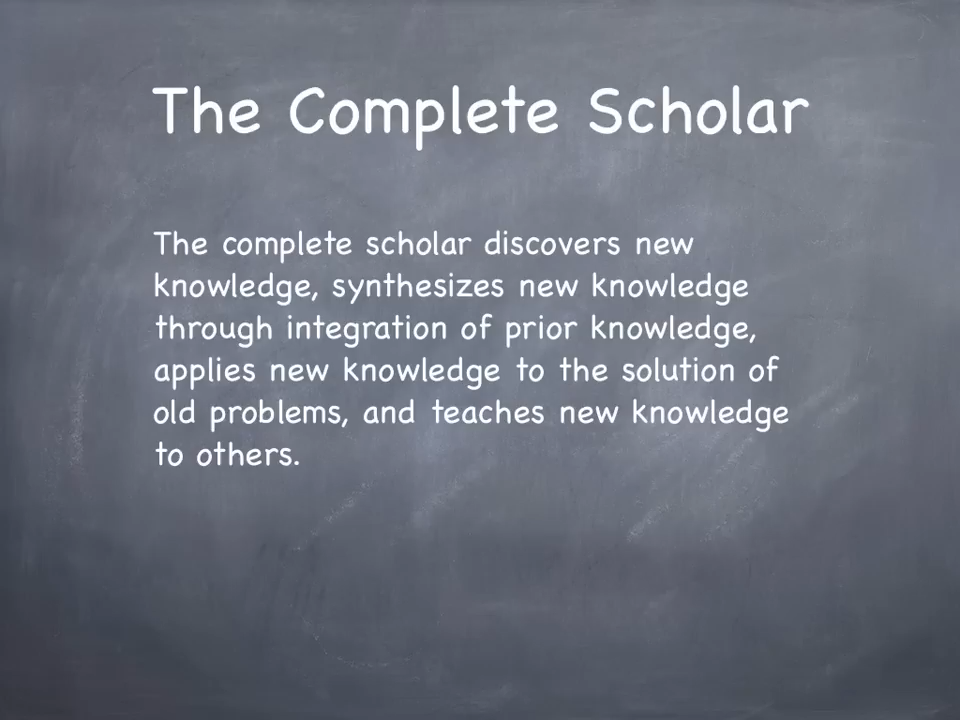 The Complete Scholar
The complete scholar discovers new
knowledge, synthesizes new knowledge
through integration of prior knowledge,
applies new knowledge to the solution of
old problems, and teaches new knowledge
to others.